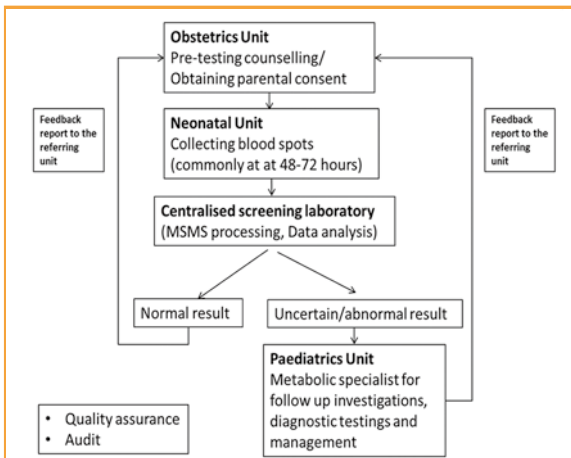 Obstetrics Unit
Pre-testing counselling/
Obtaining parental consent
Feedback
report to the
referring
unit
Feedback
report to the
referring
unit
Neonatal Unit
Collecting blood spots
(commonly at at 48-72 hours)
Centralised screening laboratory
(MSMS processing, Data analysis)
Normal result
Uncertain/abnormal result
Paediatrics Unit
Metabolic specialist for
follow up investigations,
diagnostic testings and
management
• Quality assurance
• Audit